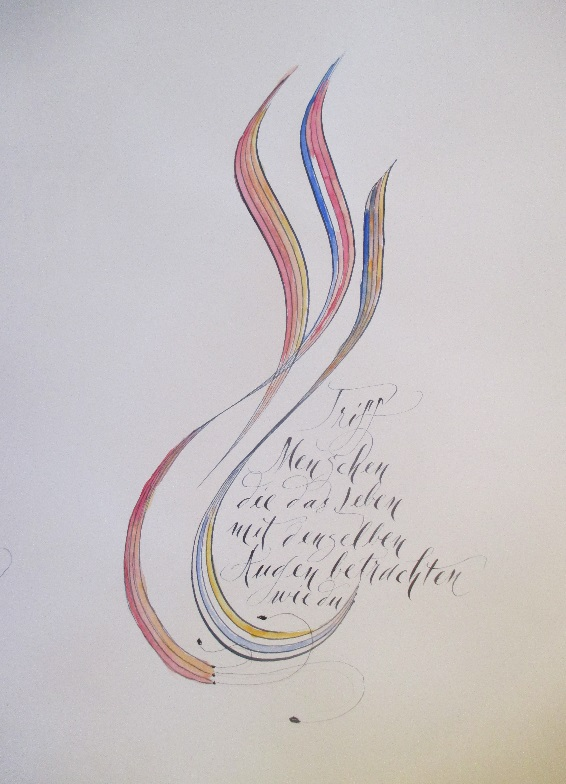 Triff
Menschen
die das Leben
mit denselben
Augen betrachten
wie du